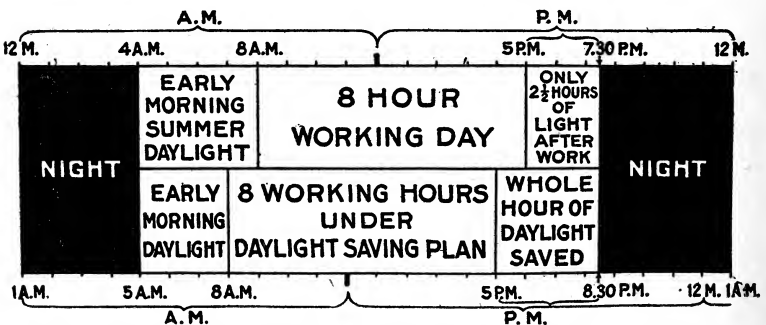 A.M. P.M.
12 M. 4 A.M. 8 A.M. 5 P.M. 7.30 P.M. 12 M.
NIGHT
EARLY
MORNING
SUMMER
DAYLIGHT
8 HOUR
WORKING DAY
ONLY
2½ HOURS
OF
LIGHT
AFTER
WORK
NIGHT
EARLY
MORNING
DAYLIGHT
8 WORKING HOURS
UNDER
DAYLIGHT SAVING PLAN
WHOLE
HOUR OF
DAYLIGHT
SAVED
1 A.M. 5 A.M. 8 A.M. 5 P.M. 8.30 P.M. 12 M. 1 A.M.
A.M. P.M.